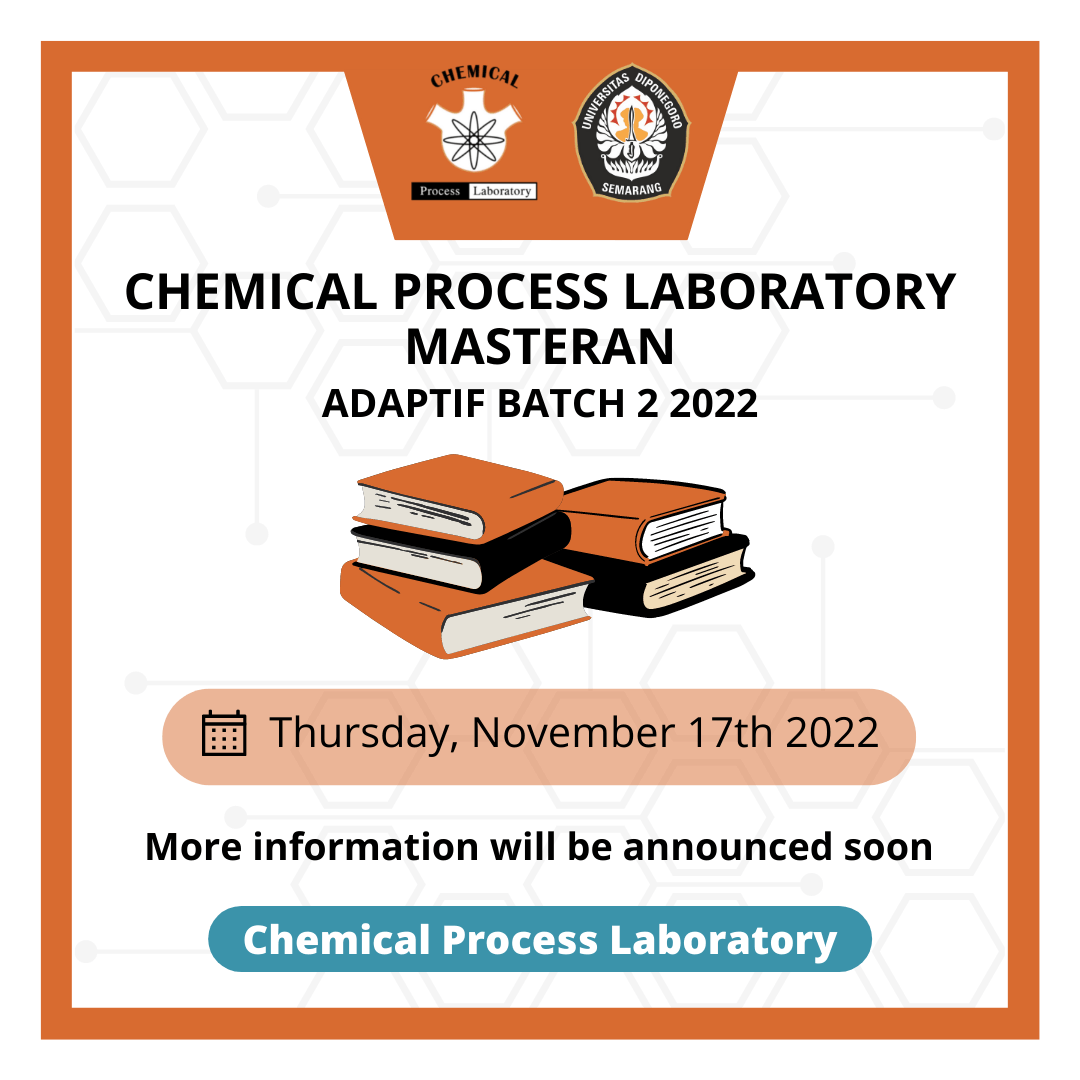 CHEMICAL
Process Laboratory
UNIVERSITAS DIPONEGORO
SEMARANG
CHEMICAL PROCESS LABORATORY
MASTERAN
ADAPTIF BATCH 2 2022
Thursday, November 17th 2022
More information will be announced soon
Chemical Process Laboratory